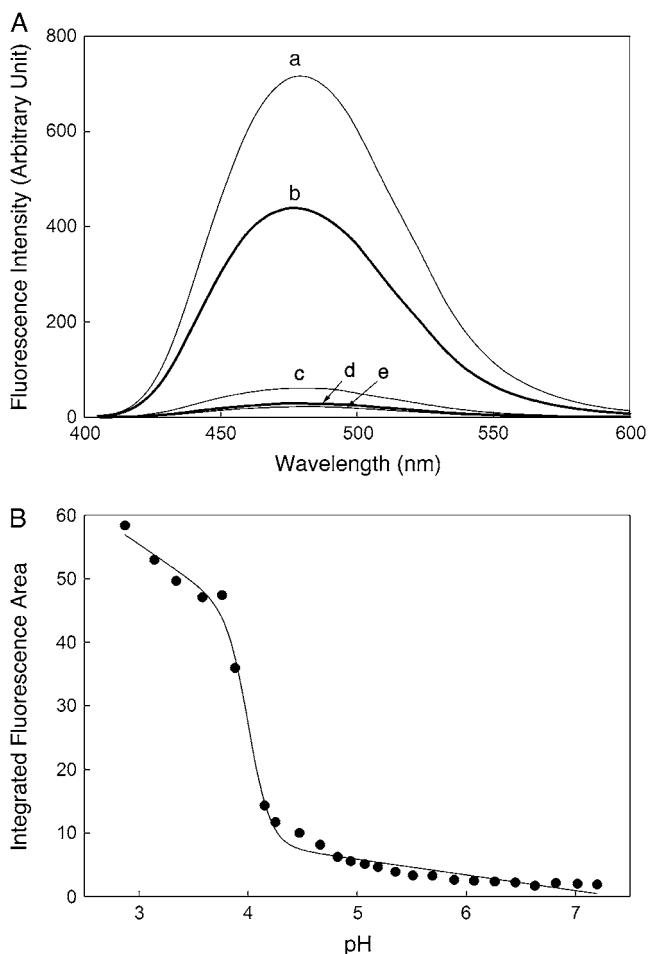 A
Fluorescence Intensity (Arbitrary Unit)
800
600
400
200
0
a
b
c
d
e
400
450
500
550
600
Wavelength (nm)
B
Integrated Fluorescence Area
60
50
40
30
20
10
0
3
4
5
6
7
pH